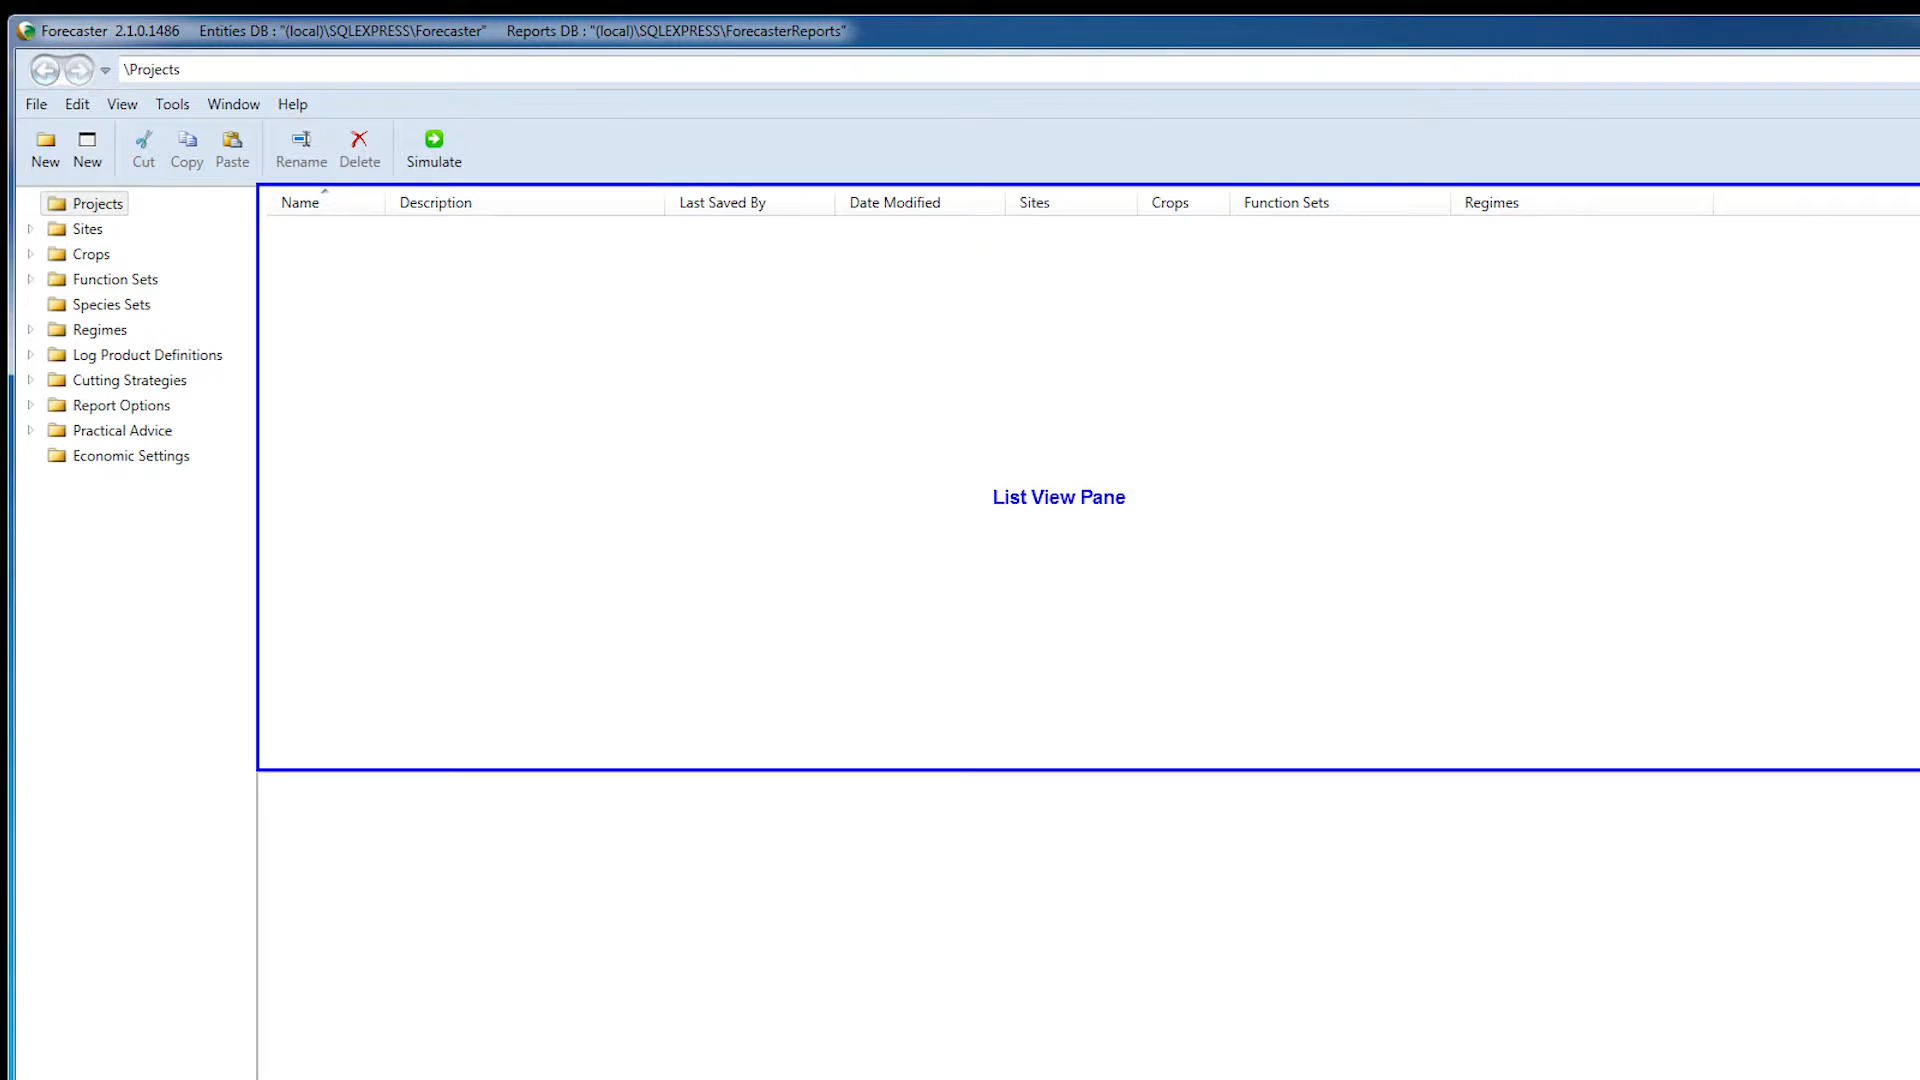 Forecaster 2.1.0.1486 Entities DB : "(local)\SQLEXPRESS\Forecaster" Reports DB : "(local)\SQLEXPRESS\ForecasterReports"
\Projects
File Edit View Tools Window Help
New New Cut Copy Paste Rename Delete Simulate
Name Description Last Saved By Date Modified Sites Crops Function Sets Regimes
Projects
Sites
Crops
Function Sets
Species Sets
Regimes
Log Product Definitions
Cutting Strategies
Report Options
Practical Advice
Economic Settings
List View Pane